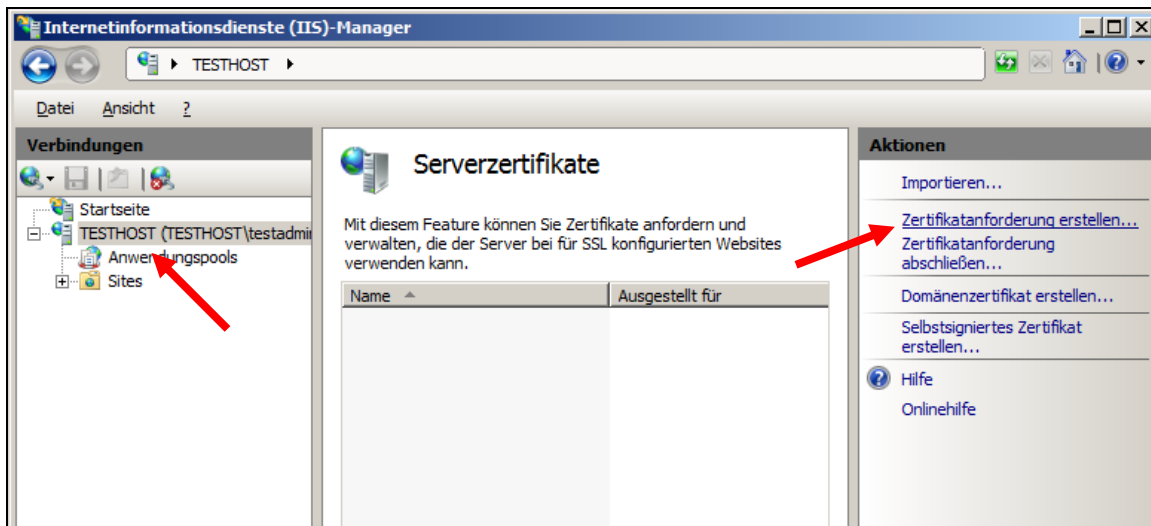 Internetinformationsdienste (IIS)-Manager
TESTHOST
Datei Ansicht ?
Verbindungen
Startseite
TESTHOST (TESTHOST\testadmi
Anwendungspools
Sites
Serverzertifikate
Mit diesem Feature können Sie Zertifikate anfordern und
verwalten, die der Server bei für SSL konfigurierten Websites
verwenden kann.
Name Ausgestellt für
Aktionen
Importieren...
Zertifikatanforderung erstellen...
Zertifikatanforderung
abschließen...
Domänenzertifikat erstellen...
Selbstsigniertes Zertifikat
erstellen...
Hilfe
Onlinehilfe